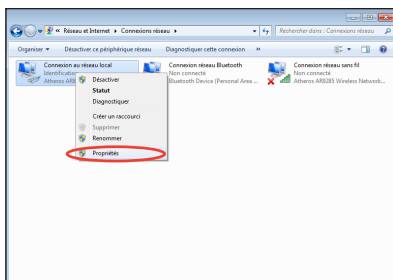 « Réseau et Internet ▸ Connexions réseau ▸
Rechercher dans : Connexions réseau
Organiser ▾ Désactiver ce périphérique réseau Diagnostiquer cette connexion »
Connexion au réseau local
Identification
Atheros AR8
Connexion réseau Bluetooth
Non connecté
Bluetooth Device (Personal Area ...
Connexion réseau sans fil
Non connecté
Atheros AR9285 Wireless Network...
Désactiver
Statut
Diagnostiquer
Créer un raccourci
Supprimer
Renommer
Propriétés